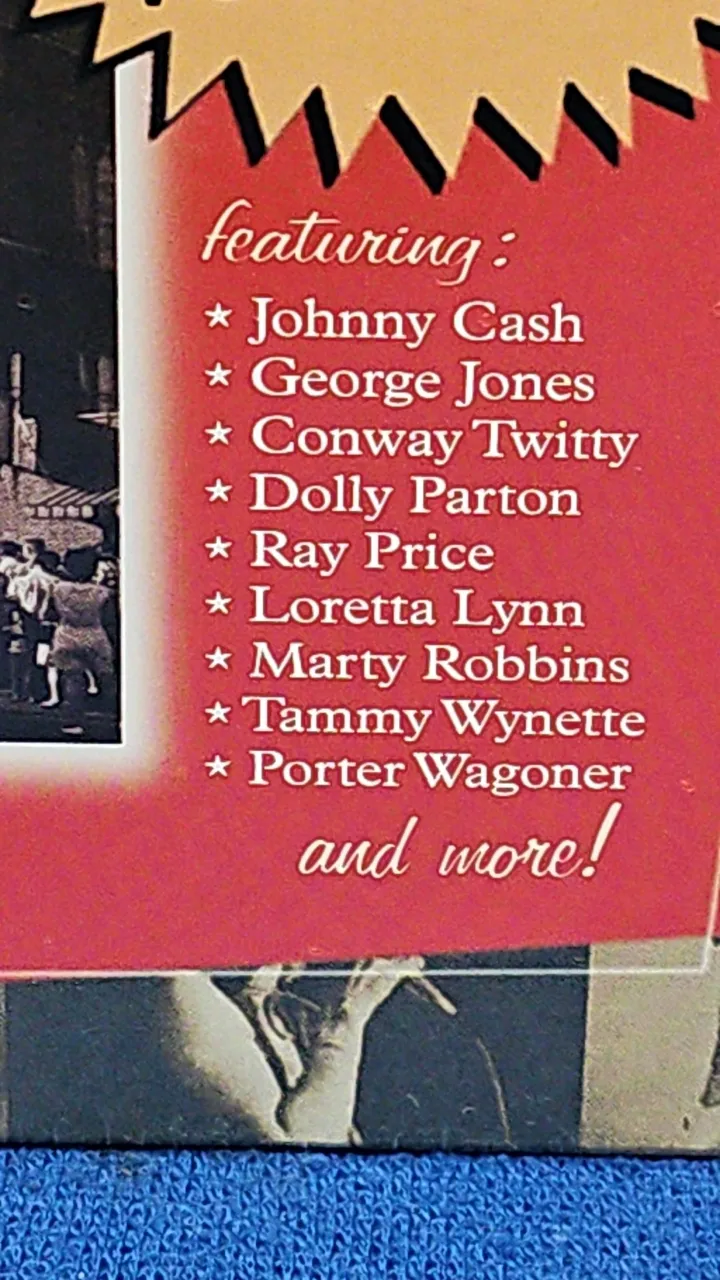 featuring:
★ Johnny Cash
★ George Jones
★ Conway Twitty
★ Dolly Parton
★ Ray Price
★ Loretta Lynn
★ Marty Robbins
★ Tammy Wynette
★ Porter Wagoner
and more!